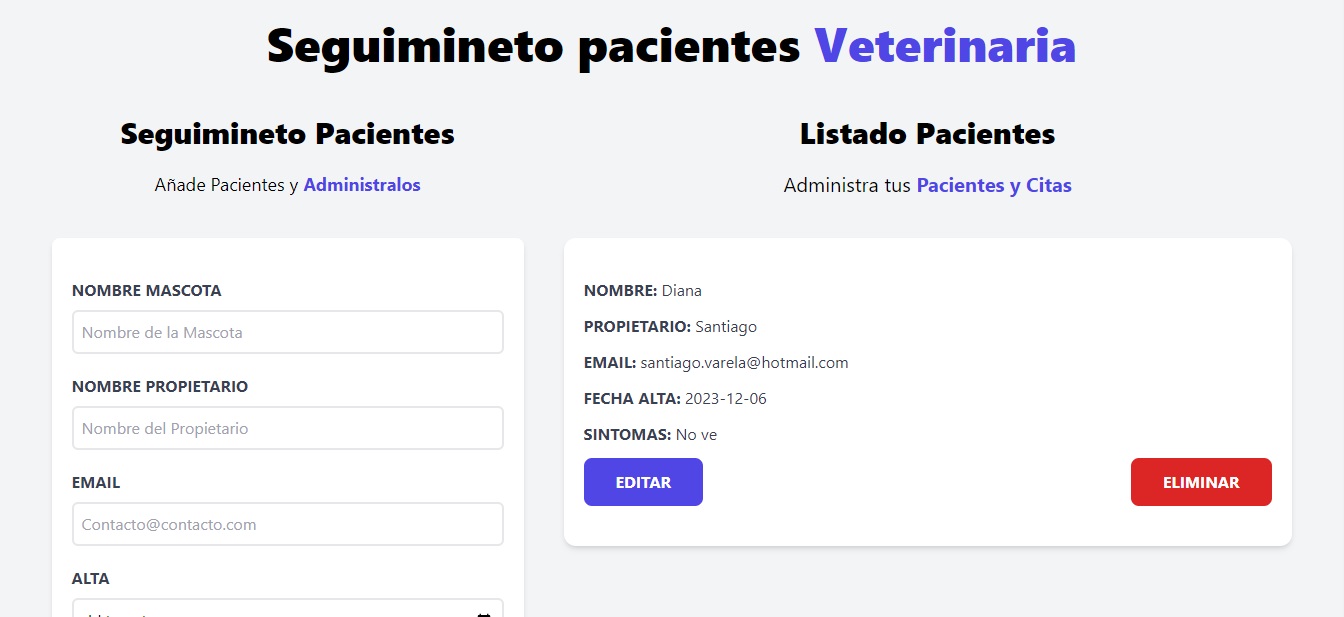 Seguimineto pacientes Veterinaria
Seguimineto Pacientes
Añade Pacientes y Administralos
NOMBRE MASCOTA
Nombre de la Mascota
NOMBRE PROPIETARIO
Nombre del Propietario
EMAIL
Contacto@contacto.com
ALTA
Listado Pacientes
Administra tus Pacientes y Citas
NOMBRE: Diana
PROPIETARIO: Santiago
EMAIL: santiago.varela@hotmail.com
FECHA ALTA: 2023-12-06
SINTOMAS: No ve
EDITAR
ELIMINAR